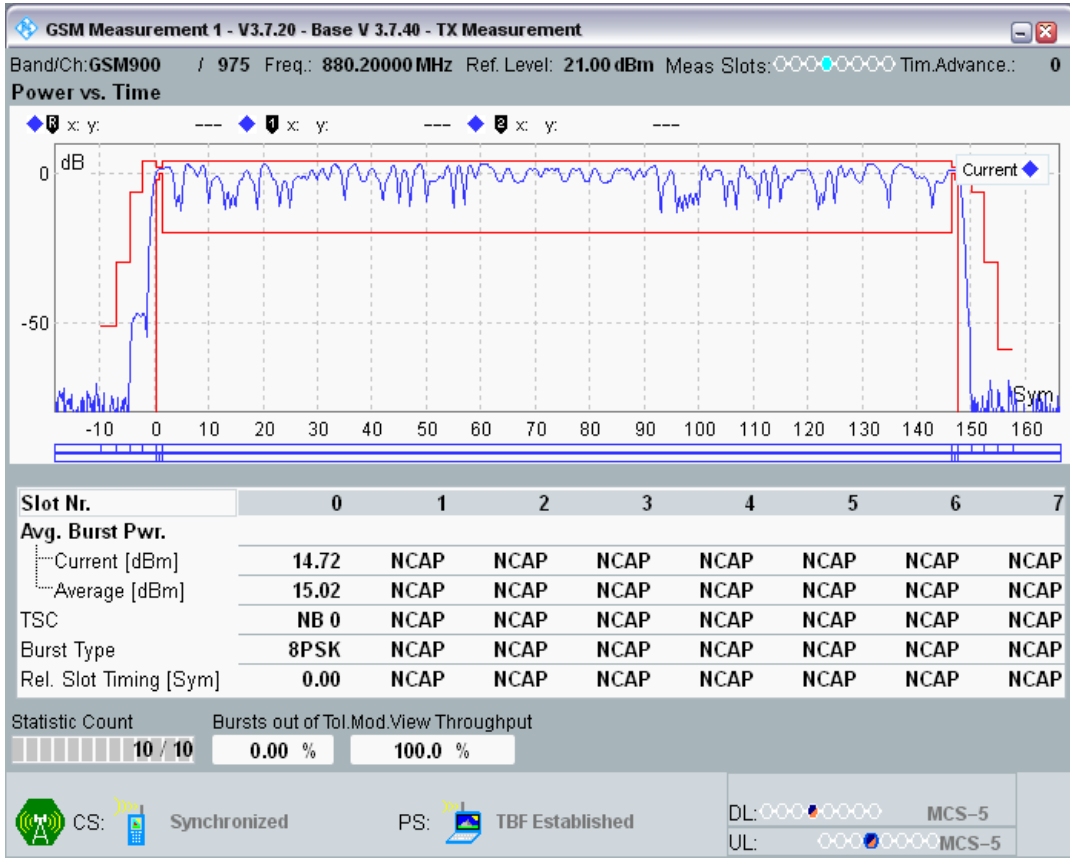 GSM Measurement 1 - V3.7.20 - Base V 3.7.40 - TX Measurement
Band/Ch:GSM900 / 975 Freq.: 880.20000 MHz Ref. Level: 21.00 dBm Meas Slots: Tim.Advance.: 0
Power vs. Time
R x: y: --- 1 x: y: --- 2 x: y: ---
dB
Current
0
-50
Sym
-10 0 10 20 30 40 50 60 70 80 90 100 110 120 130 140 150 160
Slot Nr. 0 1 2 3 4 5 6 7
Avg. Burst Pwr.
Current [dBm] 14.72 NCAP NCAP NCAP NCAP NCAP NCAP NCAP
Average [dBm] 15.02 NCAP NCAP NCAP NCAP NCAP NCAP NCAP
TSC NB 0 NCAP NCAP NCAP NCAP NCAP NCAP NCAP
Burst Type 8PSK NCAP NCAP NCAP NCAP NCAP NCAP NCAP
Rel. Slot Timing [Sym] 0.00 NCAP NCAP NCAP NCAP NCAP NCAP NCAP
Statistic Count Bursts out of Tol.Mod.View Throughput
10 / 10 0.00 % 100.0 %
CS: Synchronized PS: TBF Established
DL: MCS-5
UL: MCS-5